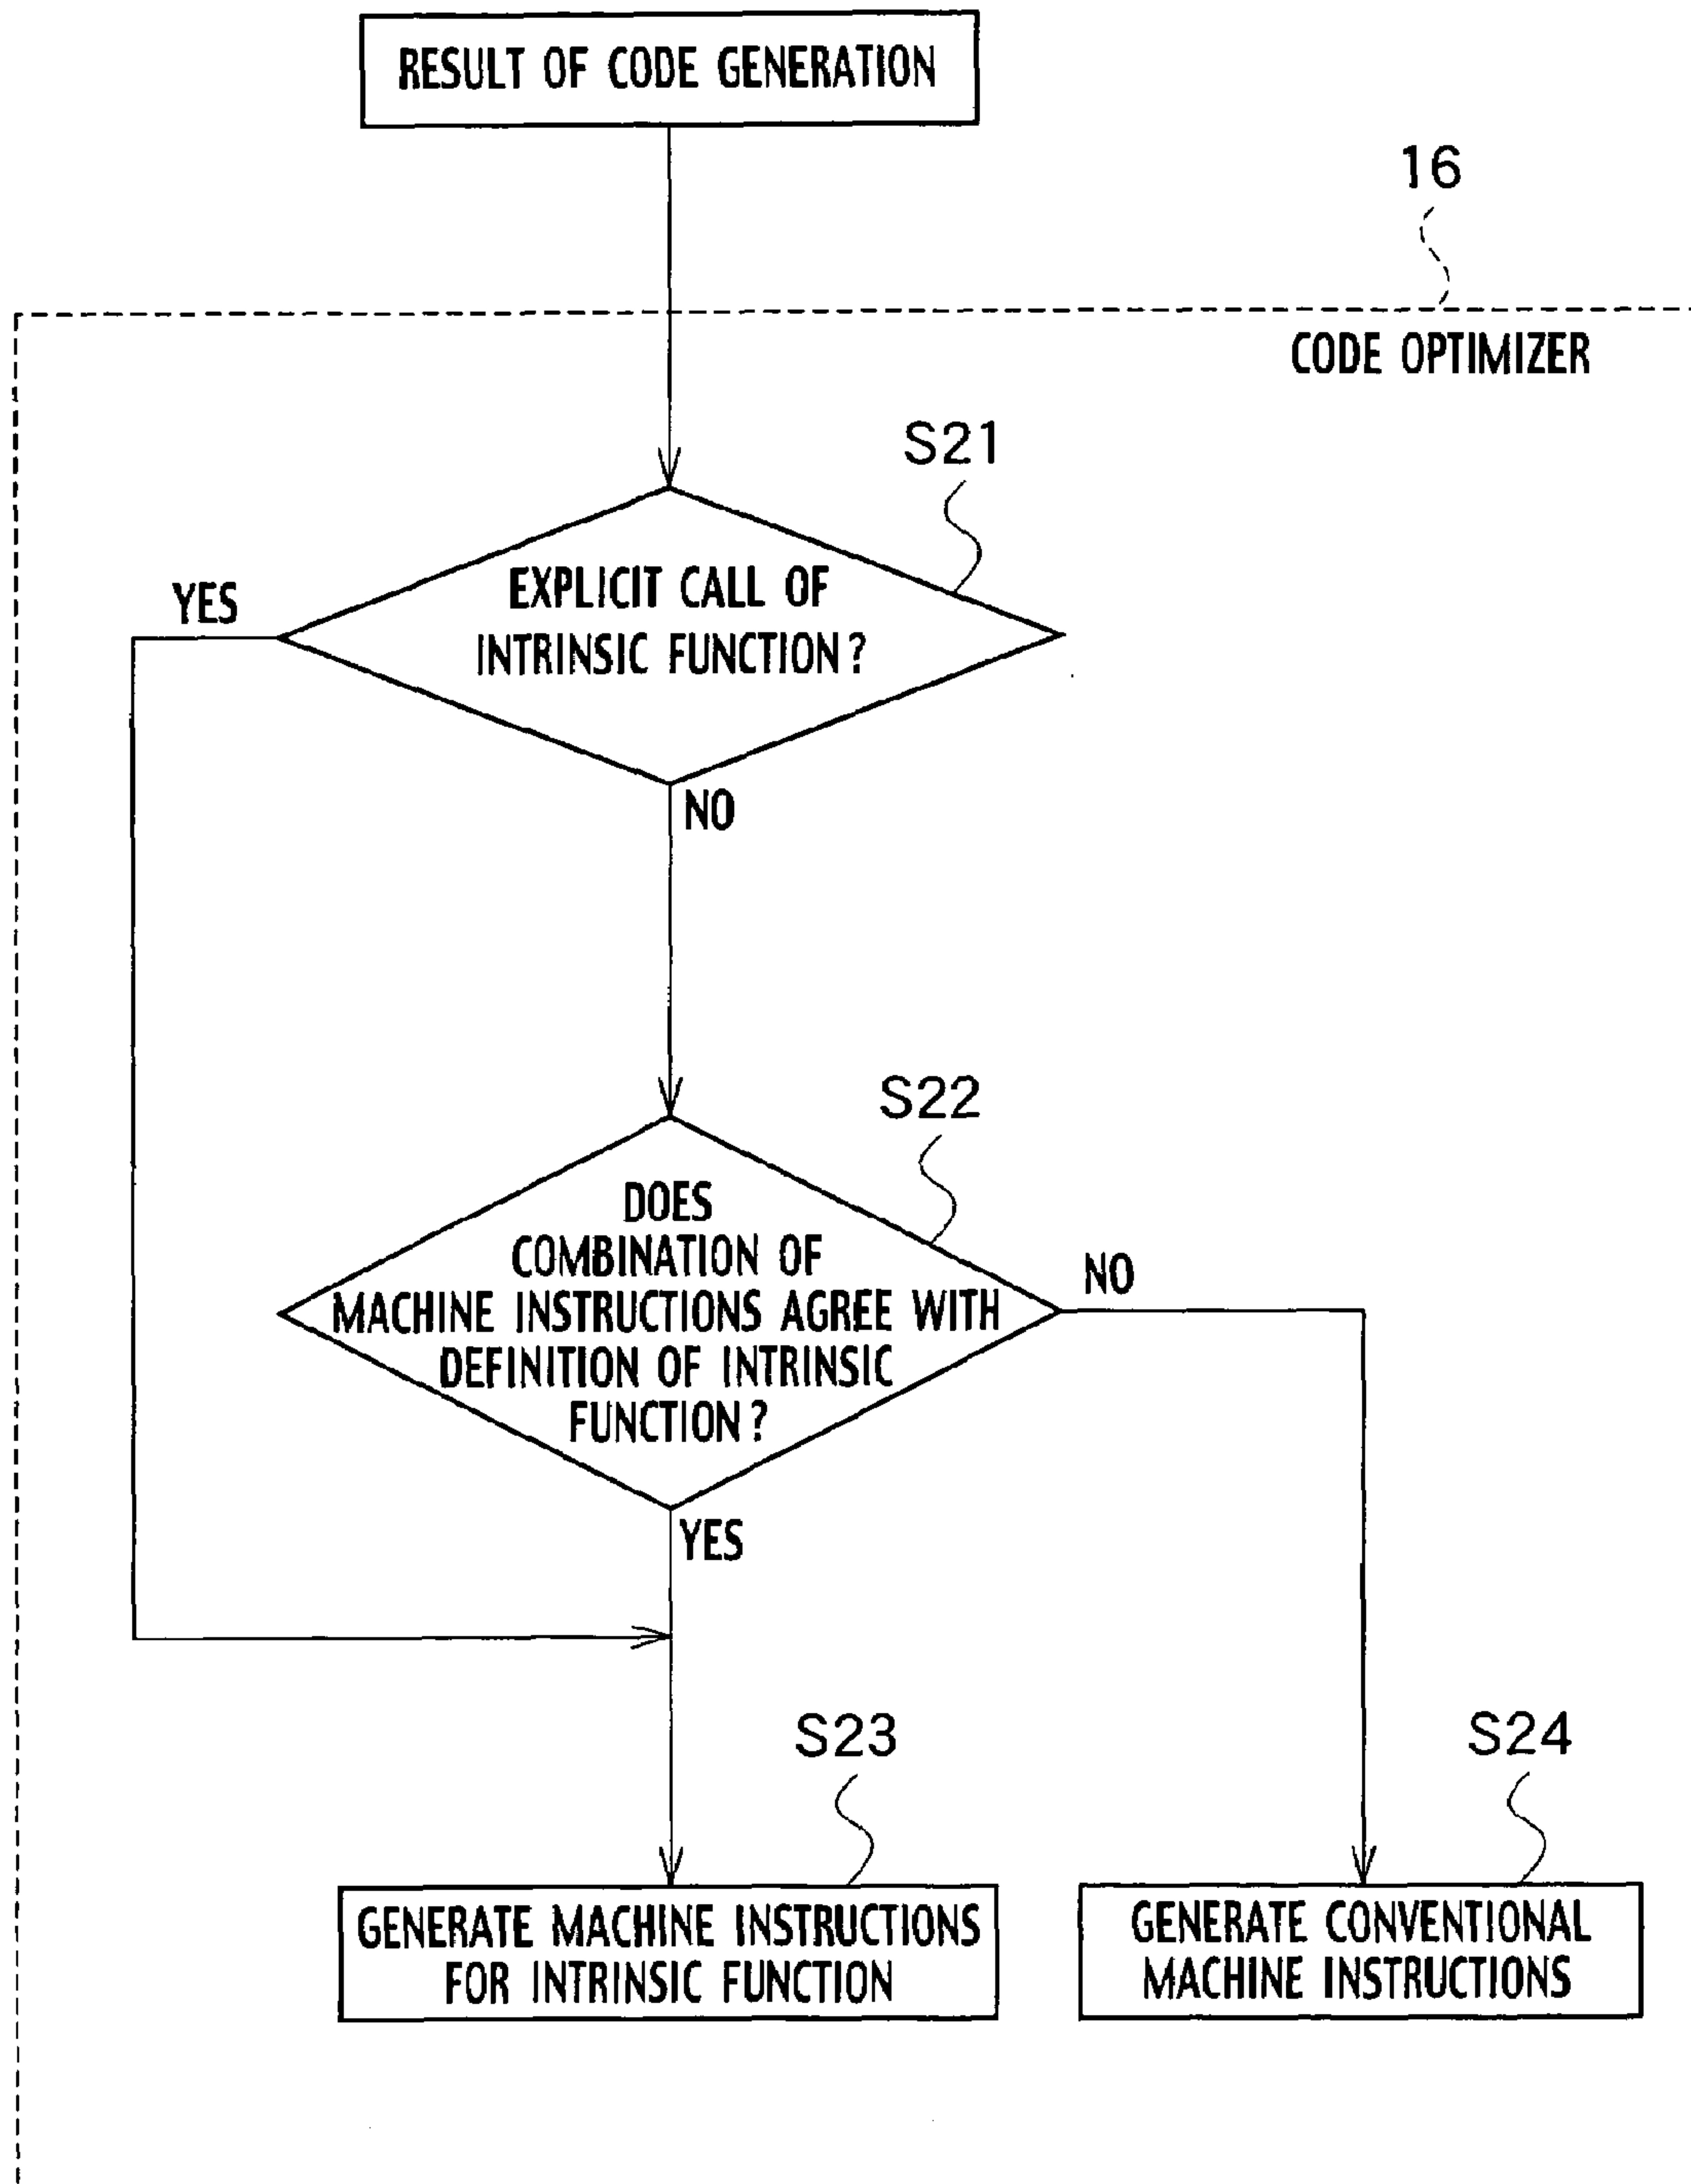 RESULT OF CODE GENERATION
16
CODE OPTIMIZER
S21
EXPLICIT CALL OF
INTRINSIC FUNCTION?
YES
NO
S22
DOES
COMBINATION OF
MACHINE INSTRUCTIONS AGREE WITH
DEFINITION OF INTRINSIC
FUNCTION?
NO
YES
S23
GENERATE MACHINE INSTRUCTIONS
FOR INTRINSIC FUNCTION
S24
GENERATE CONVENTIONAL
MACHINE INSTRUCTIONS